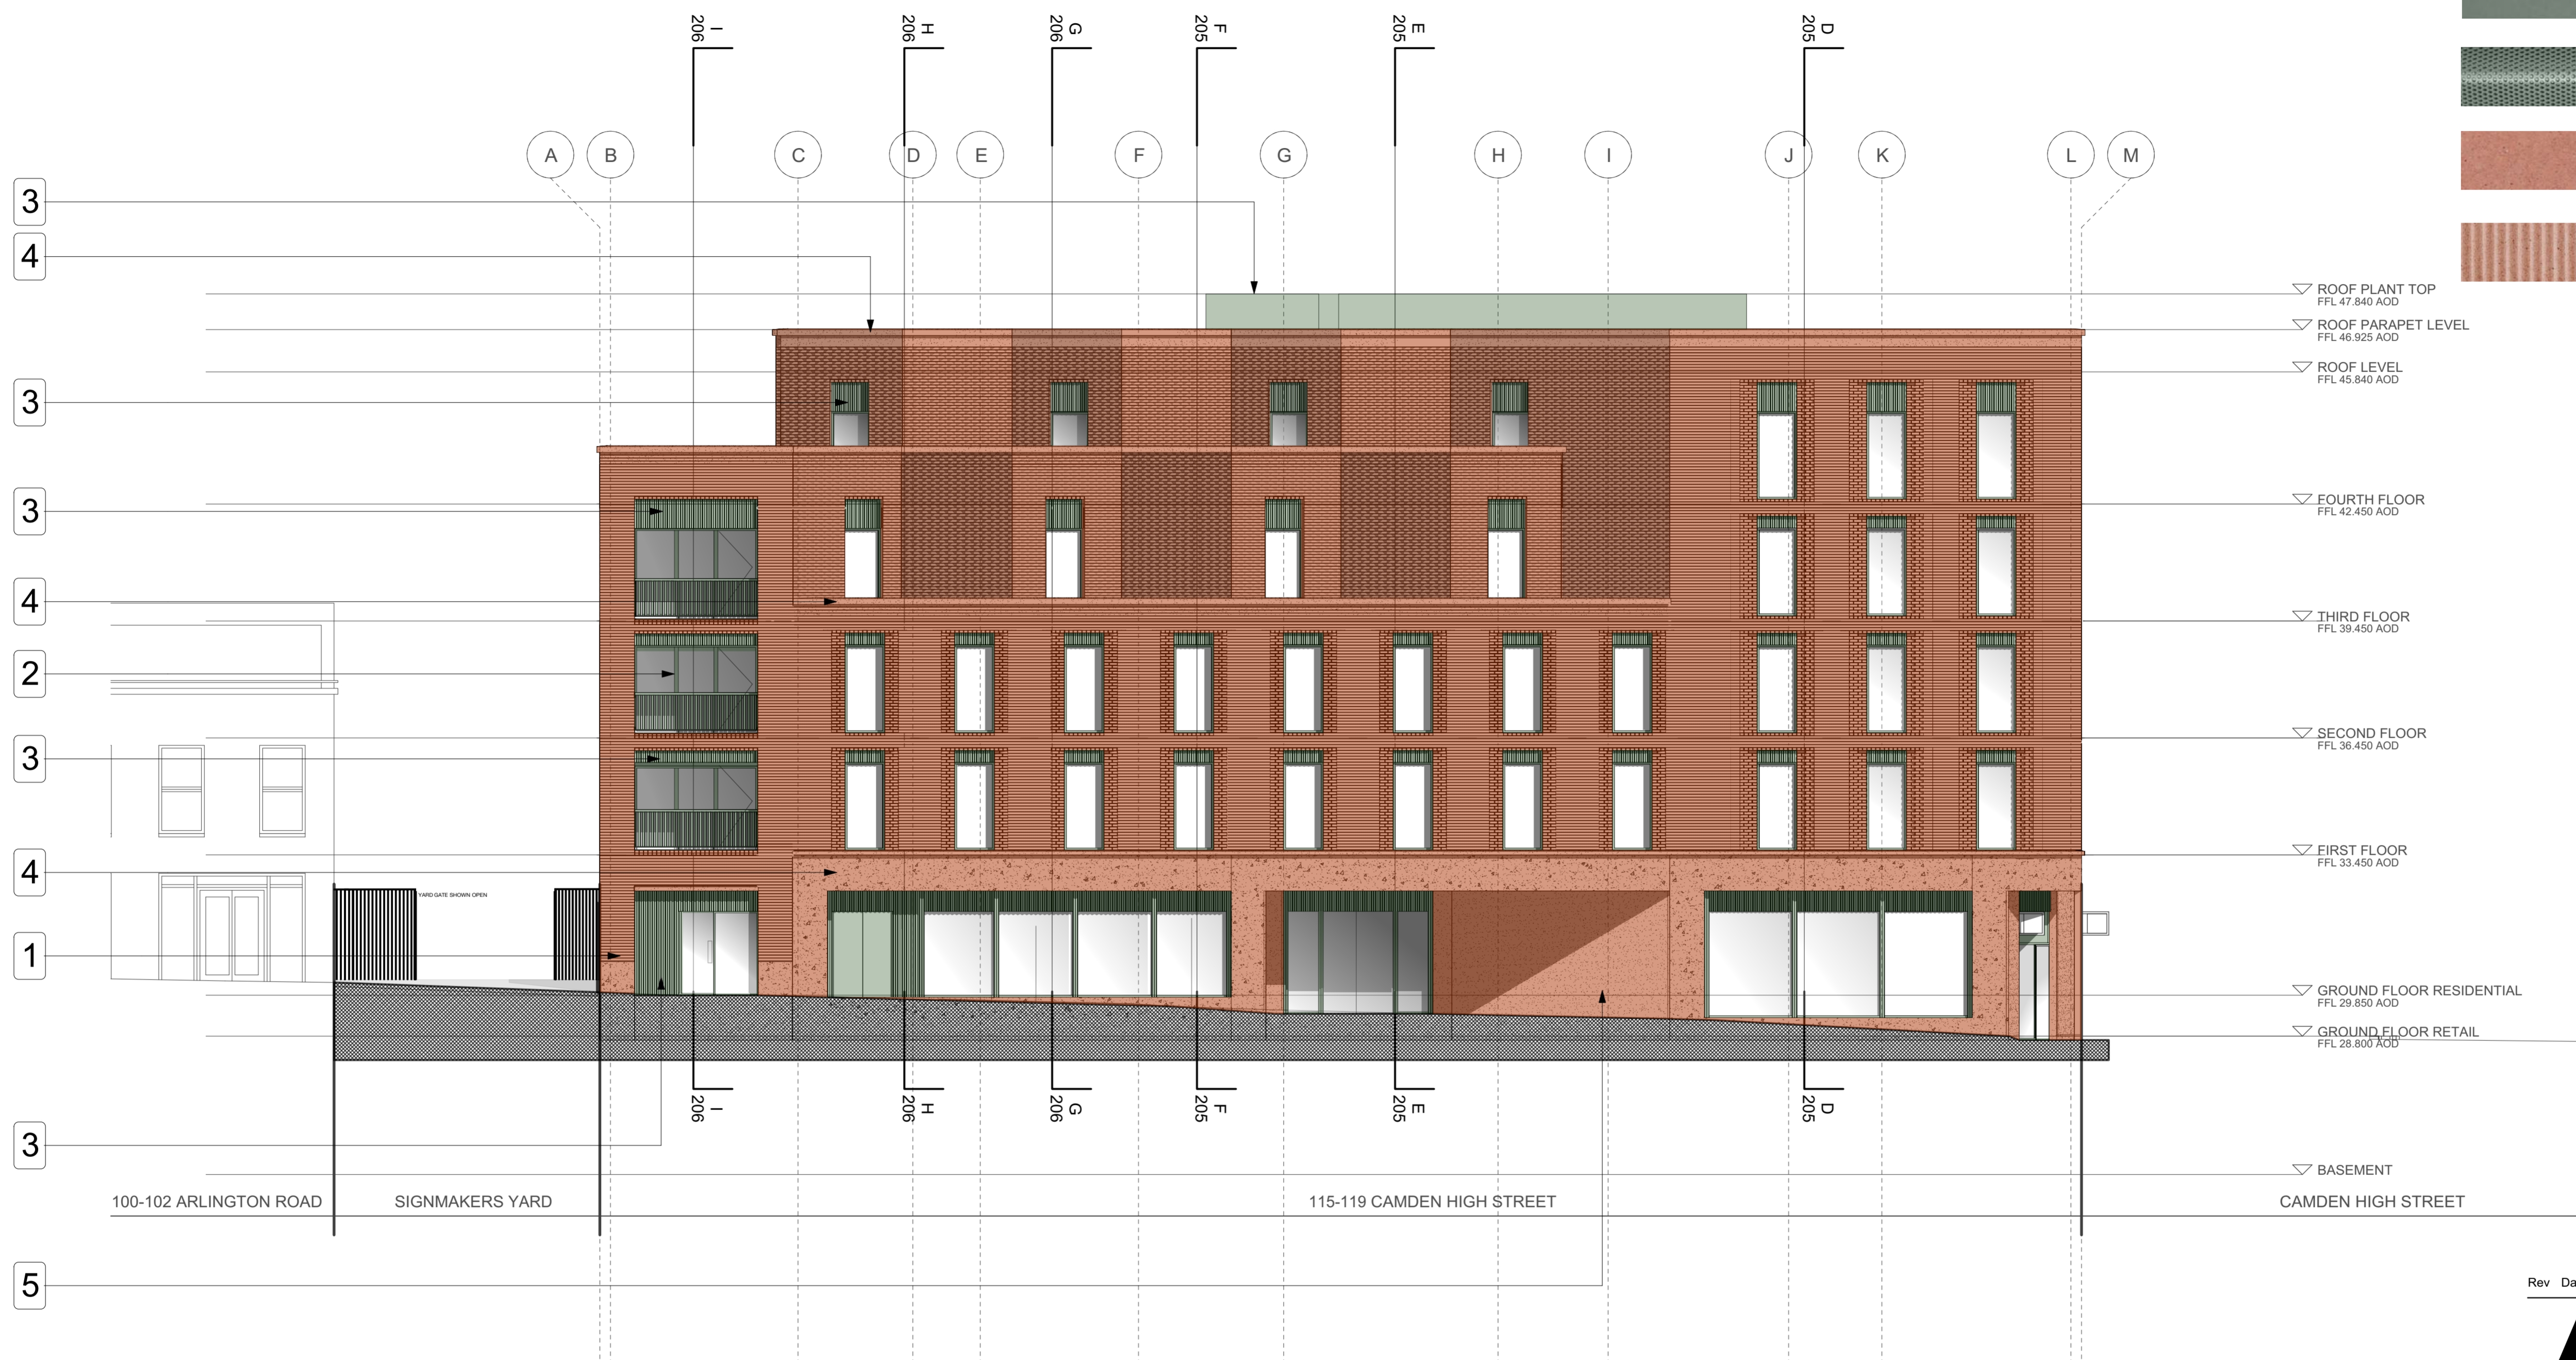 206 I
206 H
206 G
205 F
205 E
205 D
A B C D E F G H I J K L M
3
4
ROOF PLANT TOP
FFL 47.840 AOD
ROOF PARAPET LEVEL
FFL 46.925 AOD
ROOF LEVEL
FFL 45.840 AOD
3
3
FOURTH FLOOR
FFL 42.450 AOD
4
THIRD FLOOR
FFL 39.450 AOD
2
3
SECOND FLOOR
FFL 36.450 AOD
4
FIRST FLOOR
FFL 33.450 AOD
YARD GATE SHOWN OPEN
1
GROUND FLOOR RESIDENTIAL
FFL 29.850 AOD
GROUND FLOOR RETAIL
FFL 28.800 AOD
206 I
206 H
206 G
205 F
205 E
205 D
3
BASEMENT
100-102 ARLINGTON ROAD
SIGNMAKERS YARD
115-119 CAMDEN HIGH STREET
CAMDEN HIGH STREET
5
Rev Da